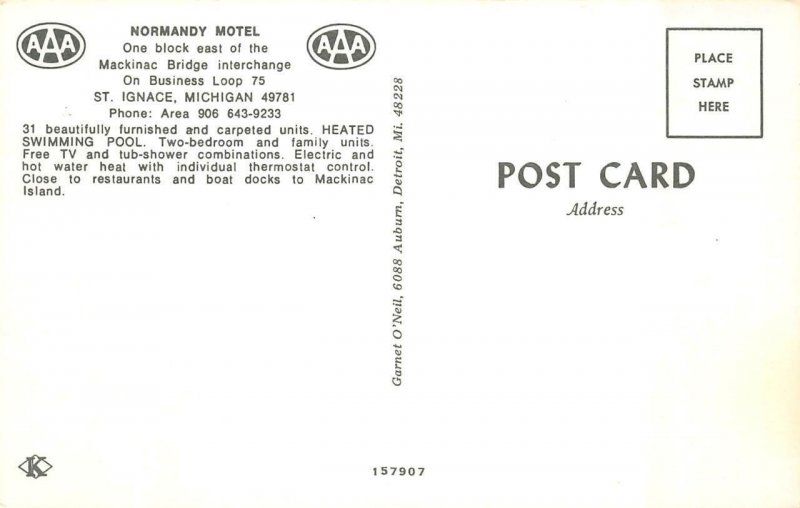 AAA
NORMANDY MOTEL
AAA
One block east of the
Mackinac Bridge interchange
On Business Loop 75
ST. IGNACE, MICHIGAN 49781
Phone: Area 906 643-9233
31 beautifully furnished and carpeted units. HEATED
SWIMMING POOL. Two-bedroom and family units.
Free TV and tub-shower combinations. Electric and
hot water heat with individual thermostat control.
Close to restaurants and boat docks to Mackinac
Island.
Garnet O'Neil, 6088 Auburn, Detroit, Mi. 48228
PLACE
STAMP
HERE
POST CARD
Address
K
157907